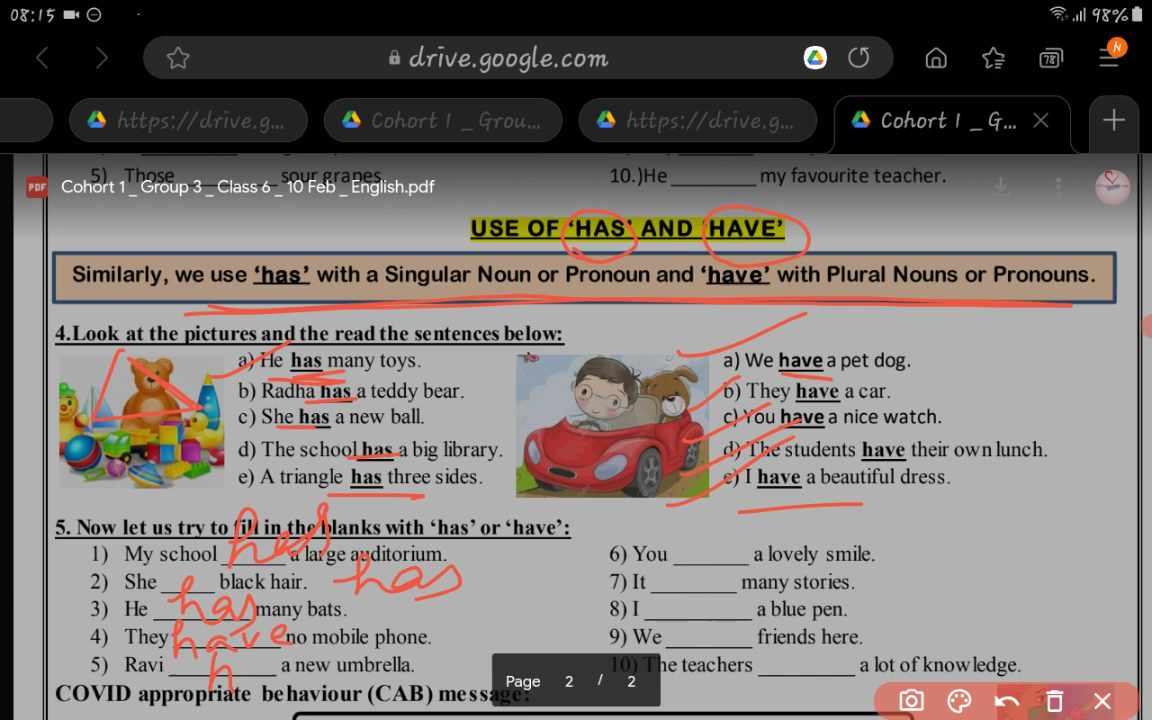 08:15
98%
drive.google.com
78
N
https://drive.g...
Cohort 1 _ Grou...
https://drive.g...
Cohort 1 _ G...
5) Those ______ sour grapes.
10.)He ______ my favourite teacher.
PDF Cohort 1 _ Group 3 _ Class 6 _ 10 Feb _ English.pdf
USE OF 'HAS' AND 'HAVE'
Similarly, we use 'has' with a Singular Noun or Pronoun and 'have' with Plural Nouns or Pronouns.
4.Look at the pictures and the read the sentences below:
a) He has many toys.
b) Radha has a teddy bear.
c) She has a new ball.
d) The school has a big library.
e) A triangle has three sides.
a) We have a pet dog.
b) They have a car.
c) You have a nice watch.
d) The students have their own lunch.
e) I have a beautiful dress.
5. Now let us try to fill in the blanks with 'has' or 'have':
1) My school has a large auditorium.
2) She _____ black hair. has
3) He has many bats.
4) They have no mobile phone.
5) Ravi h a new umbrella.
6) You _______ a lovely smile.
7) It ________ many stories.
8) I __________ a blue pen.
9) We ________ friends here.
10) The teachers _________ a lot of knowledge.
COVID appropriate behaviour (CAB) message:
Page 2 / 2